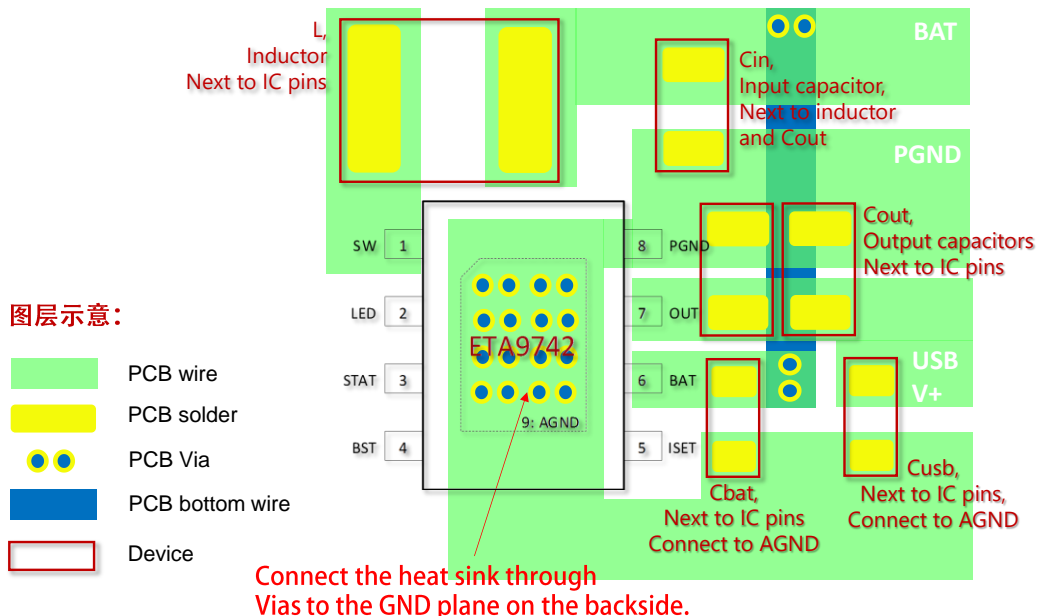 L,
Inductor
Next to IC pins
BAT
Cin,
Input capacitor,
Next to inductor
and Cout
PGND
Cout,
Output capacitors
Next to IC pins
SW 1
8 PGND
LED 2
7 OUT
ETA9742
STAT 3
6 BAT
9: AGND
BST 4
5 ISET
USB
V+
Cbat,
Next to IC pins
Connect to AGND
Cusb,
Next to IC pins,
Connect to AGND
图层示意：
PCB wire
PCB solder
PCB Via
PCB bottom wire
Device
Connect the heat sink through
Vias to the GND plane on the backside.